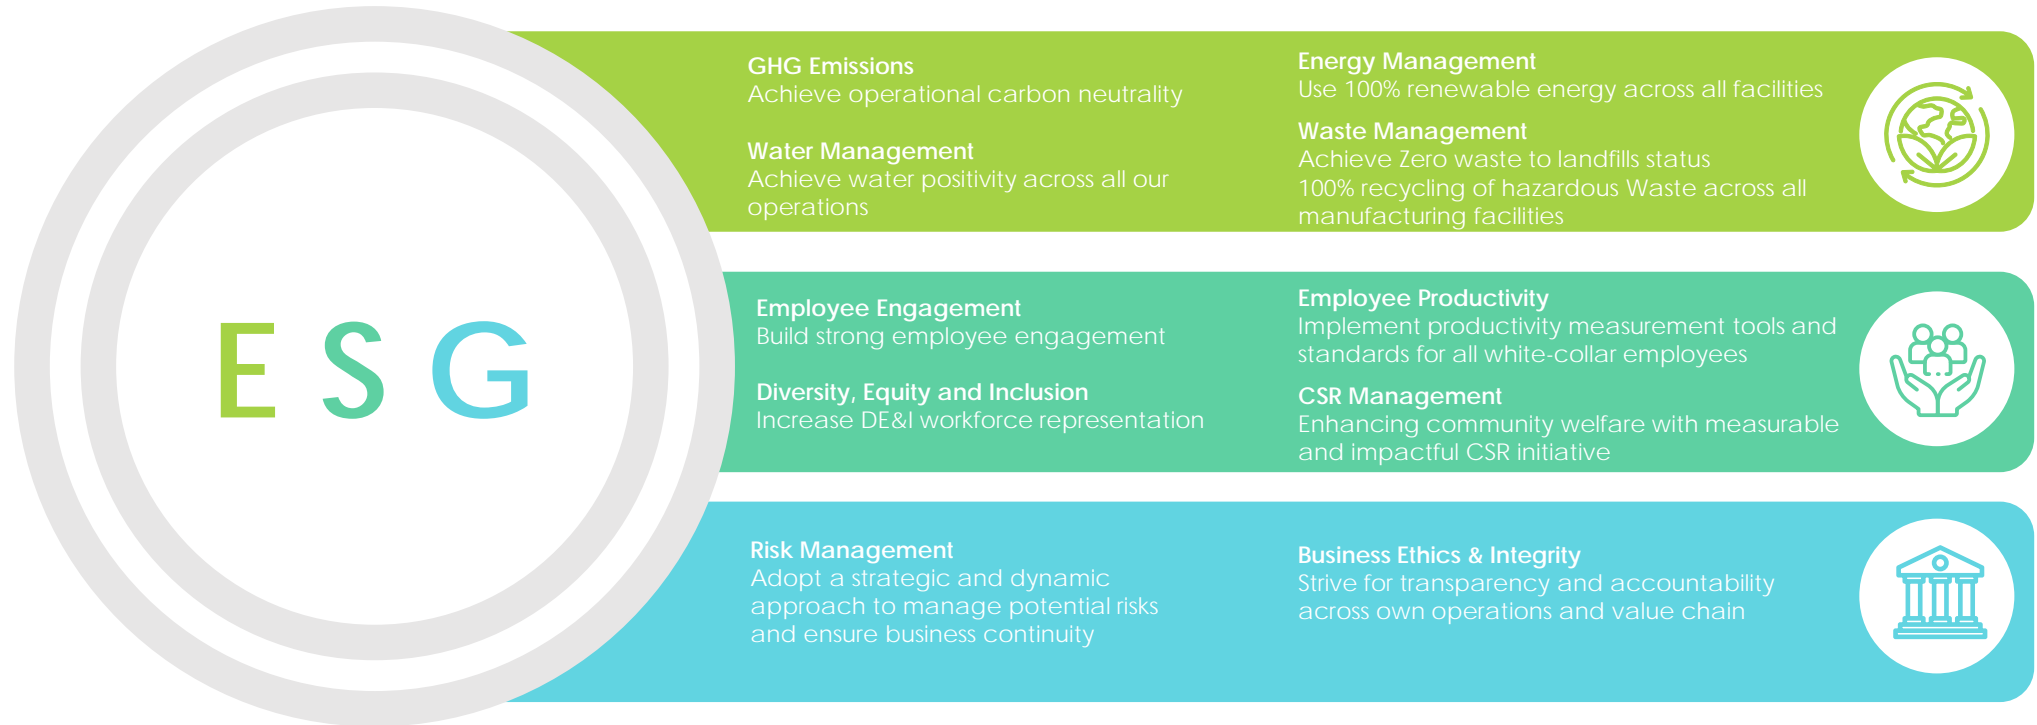 E S G
GHG Emissions
Achieve operational carbon neutrality
Water Management
Achieve water positivity across all our
operations
Energy Management
Use 100% renewable energy across all facilities
Waste Management
Achieve Zero waste to landfills status
100% recycling of hazardous Waste across all
manufacturing facilities
Employee Engagement
Build strong employee engagement
Diversity, Equity and Inclusion
Increase DE&I workforce representation
Employee Productivity
Implement productivity measurement tools and
standards for all white-collar employees
CSR Management
Enhancing community welfare with measurable
and impactful CSR initiative
Risk Management
Adopt a strategic and dynamic
approach to manage potential risks
and ensure business continuity
Business Ethics & Integrity
Strive for transparency and accountability
across own operations and value chain